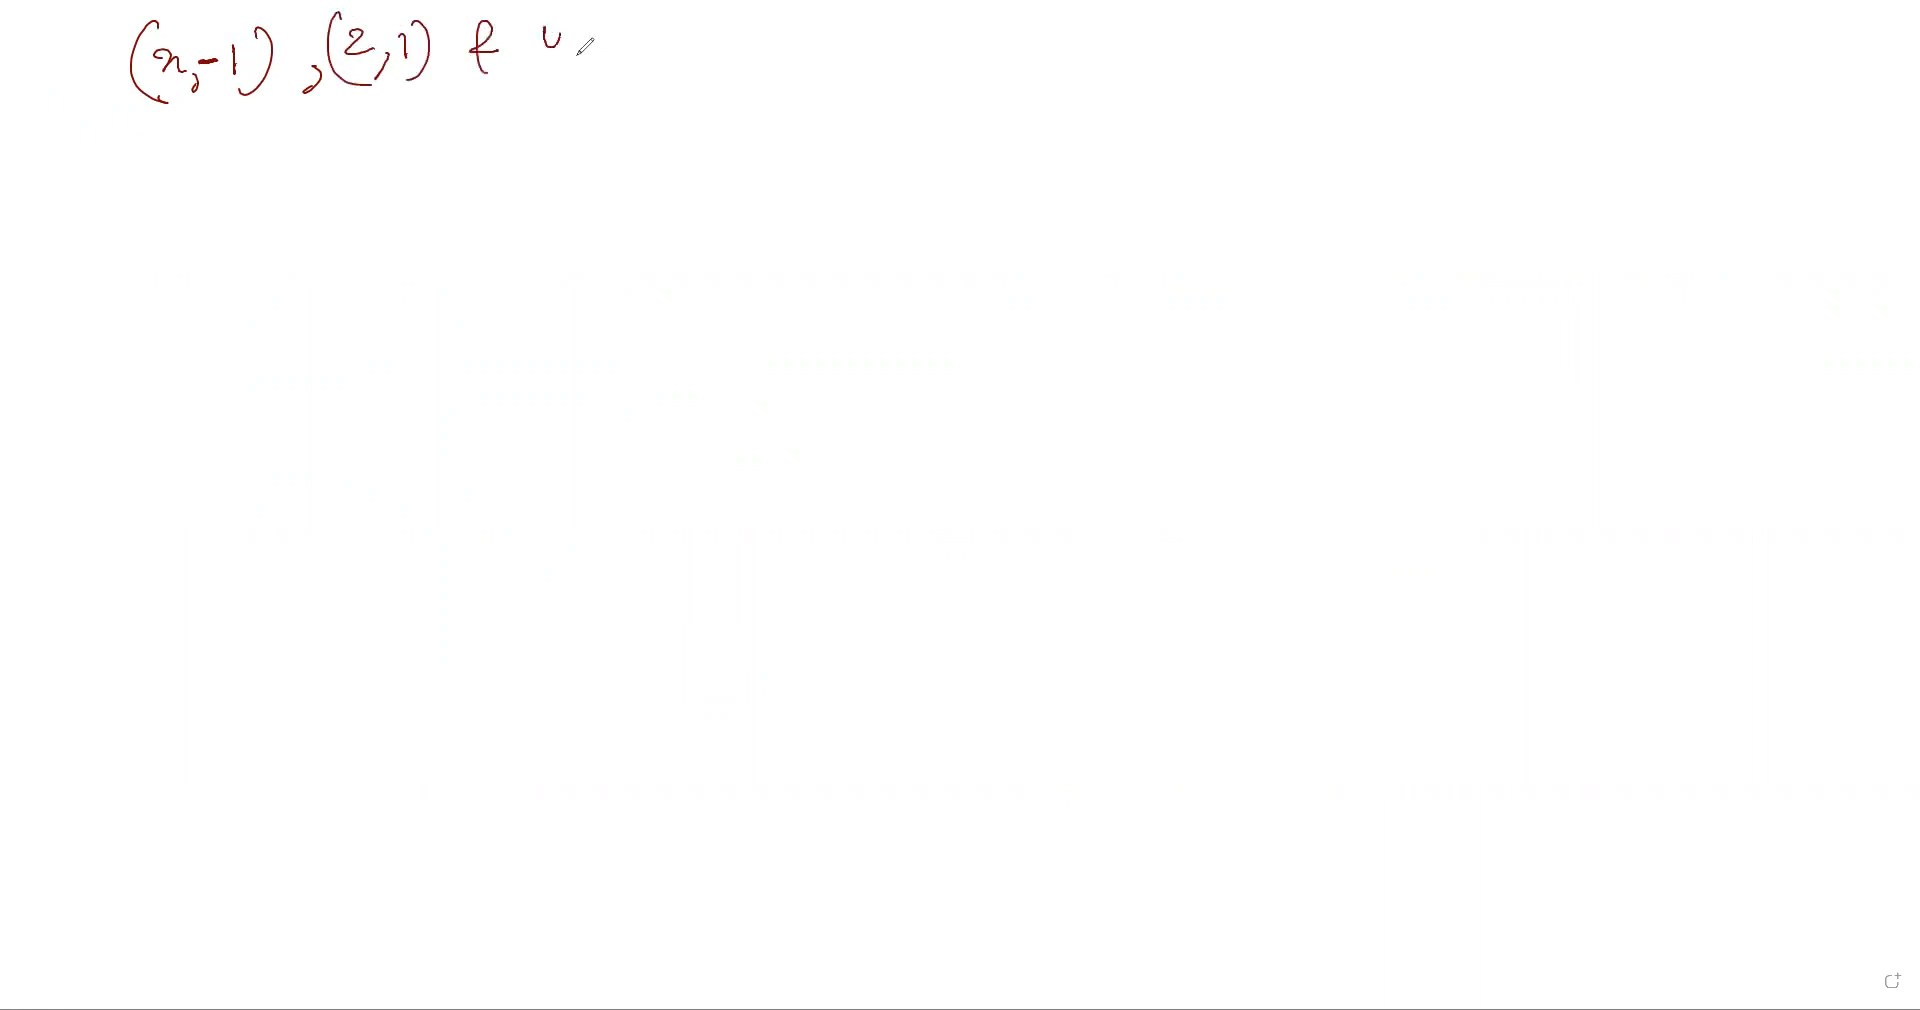 (x,-1) , (2,1) &